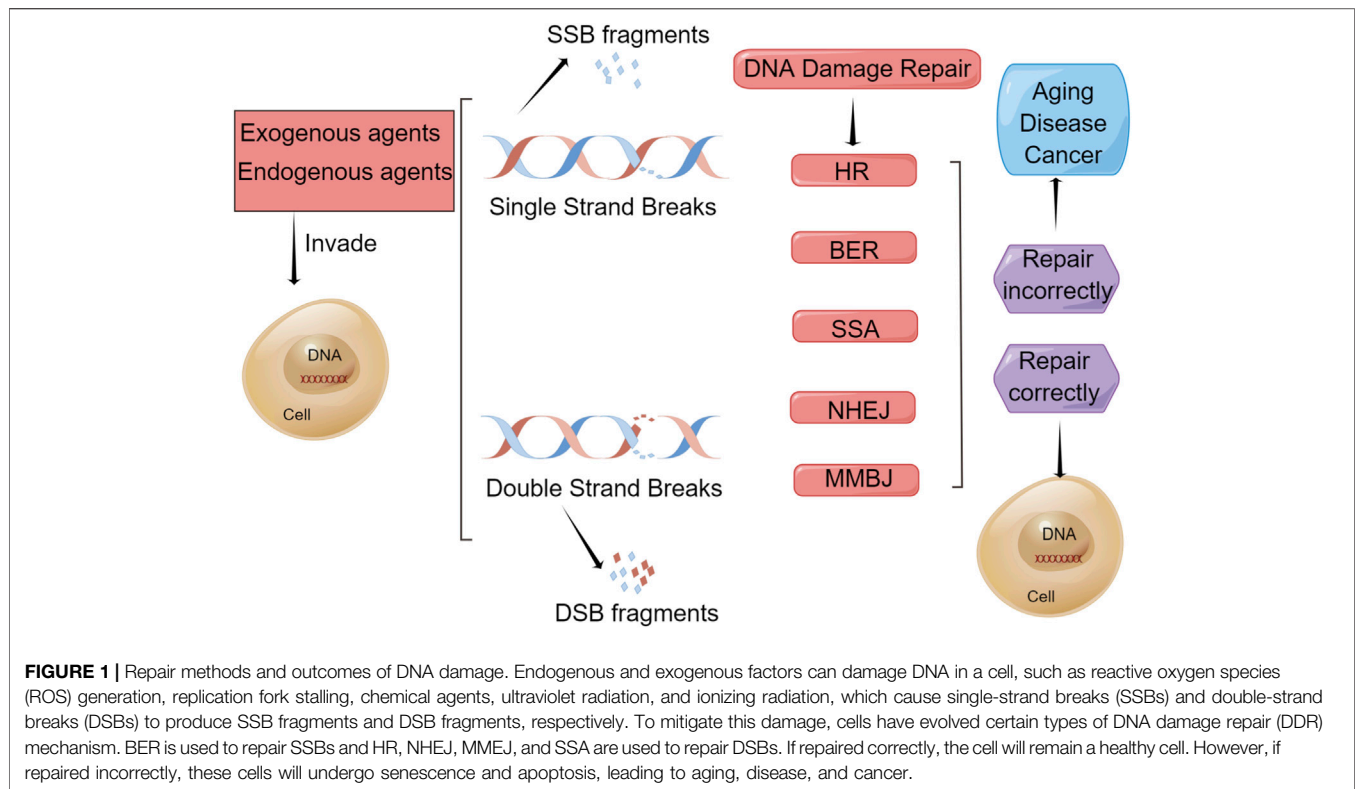 SSB fragments
DNA Damage Repair
Exogenous agents
Endogenous agents
Invade
DNA
Cell
Single Strand Breaks
Double Strand Breaks
DSB fragments
HR
BER
SSA
NHEJ
MMBJ
Aging
Disease
Cancer
Repair
incorrectly
Repair
correctly
DNA
Cell
FIGURE 1 | Repair methods and outcomes of DNA damage. Endogenous and exogenous factors can damage DNA in a cell, such as reactive oxygen species
(ROS) generation, replication fork stalling, chemical agents, ultraviolet radiation, and ionizing radiation, which cause single-strand breaks (SSBs) and double-strand
breaks (DSBs) to produce SSB fragments and DSB fragments, respectively. To mitigate this damage, cells have evolved certain types of DNA damage repair (DDR)
mechanism. BER is used to repair SSBs and HR, NHEJ, MMEJ, and SSA are used to repair DSBs. If repaired correctly, the cell will remain a healthy cell. However, if
repaired incorrectly, these cells will undergo senescence and apoptosis, leading to aging, disease, and cancer.